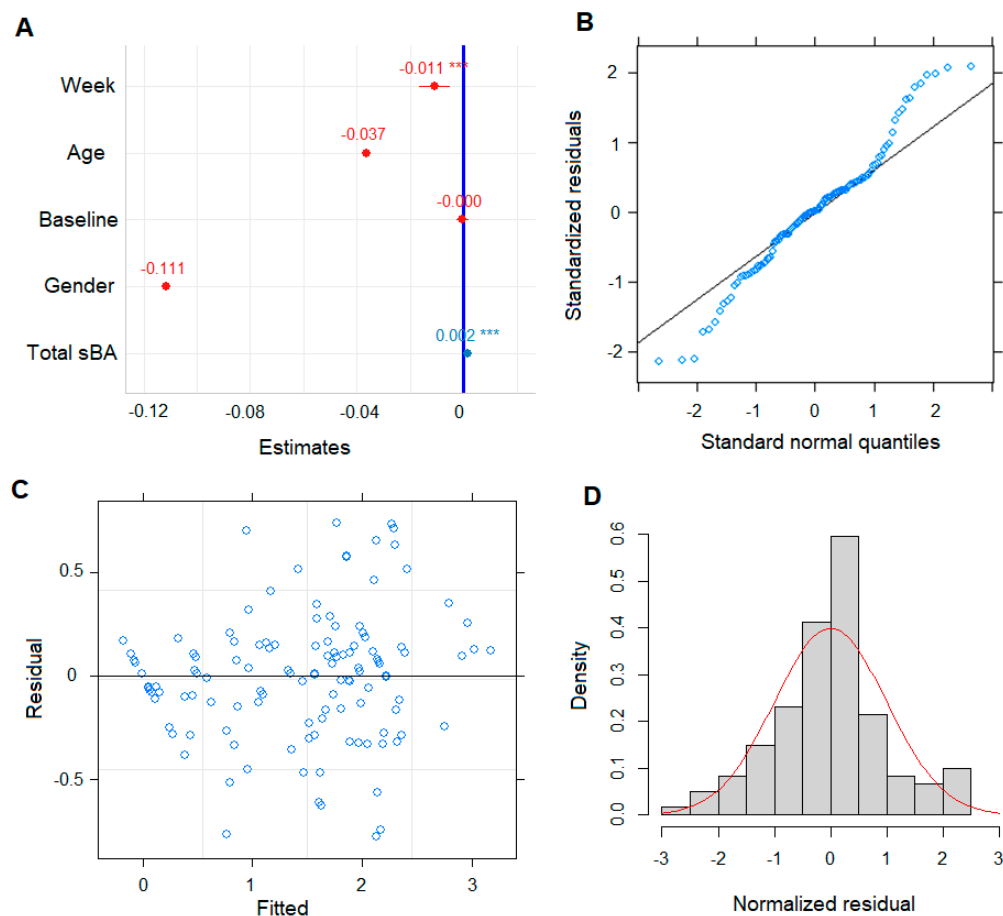 A
Week
Age
Baseline
Gender
Total sBA
-0.011 ***
-0.037
-0.000
-0.111
0.002 ***
-0.12 -0.08 -0.04 0
Estimates
B
Standardized residuals
2
1
0
-1
-2
-2 -1 0 1 2
Standard normal quantiles
C
Residual
0.5
0
-0.5
0 1 2 3
Fitted
D
Density
0.6
0.5
0.4
0.3
0.2
0.1
0.0
-3 -2 -1 0 1 2 3
Normalized residual